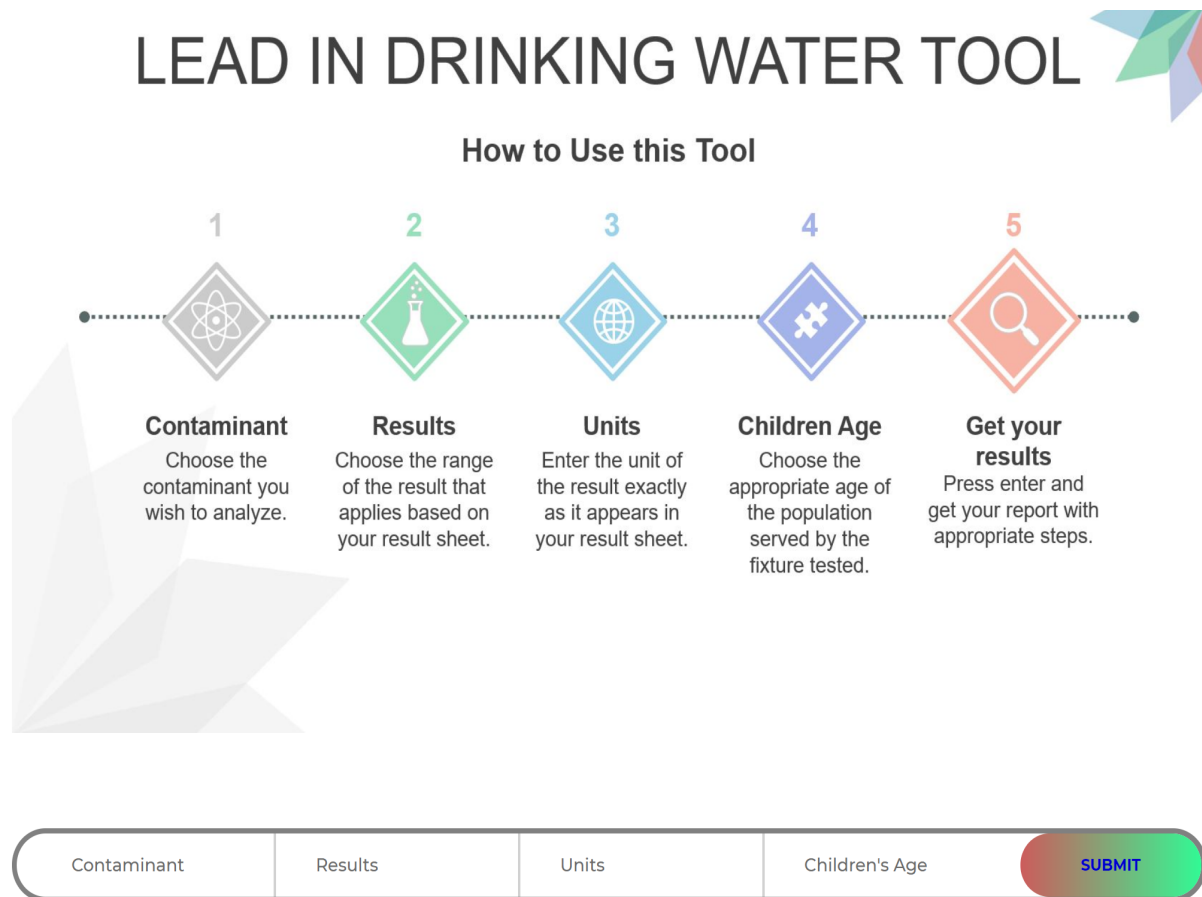 LEAD IN DRINKING WATER TOOL
How to Use this Tool
1
2
3
4
5
Contaminant
Choose the
contaminant you
wish to analyze.
Results
Choose the range
of the result that
applies based on
your result sheet.
Units
Enter the unit of
the result exactly
as it appears in
your result sheet.
Children Age
Choose the
appropriate age of
the population
served by the
fixture tested.
Get your
results
Press enter and
get your report with
appropriate steps.
Contaminant
Results
Units
Children's Age
SUBMIT